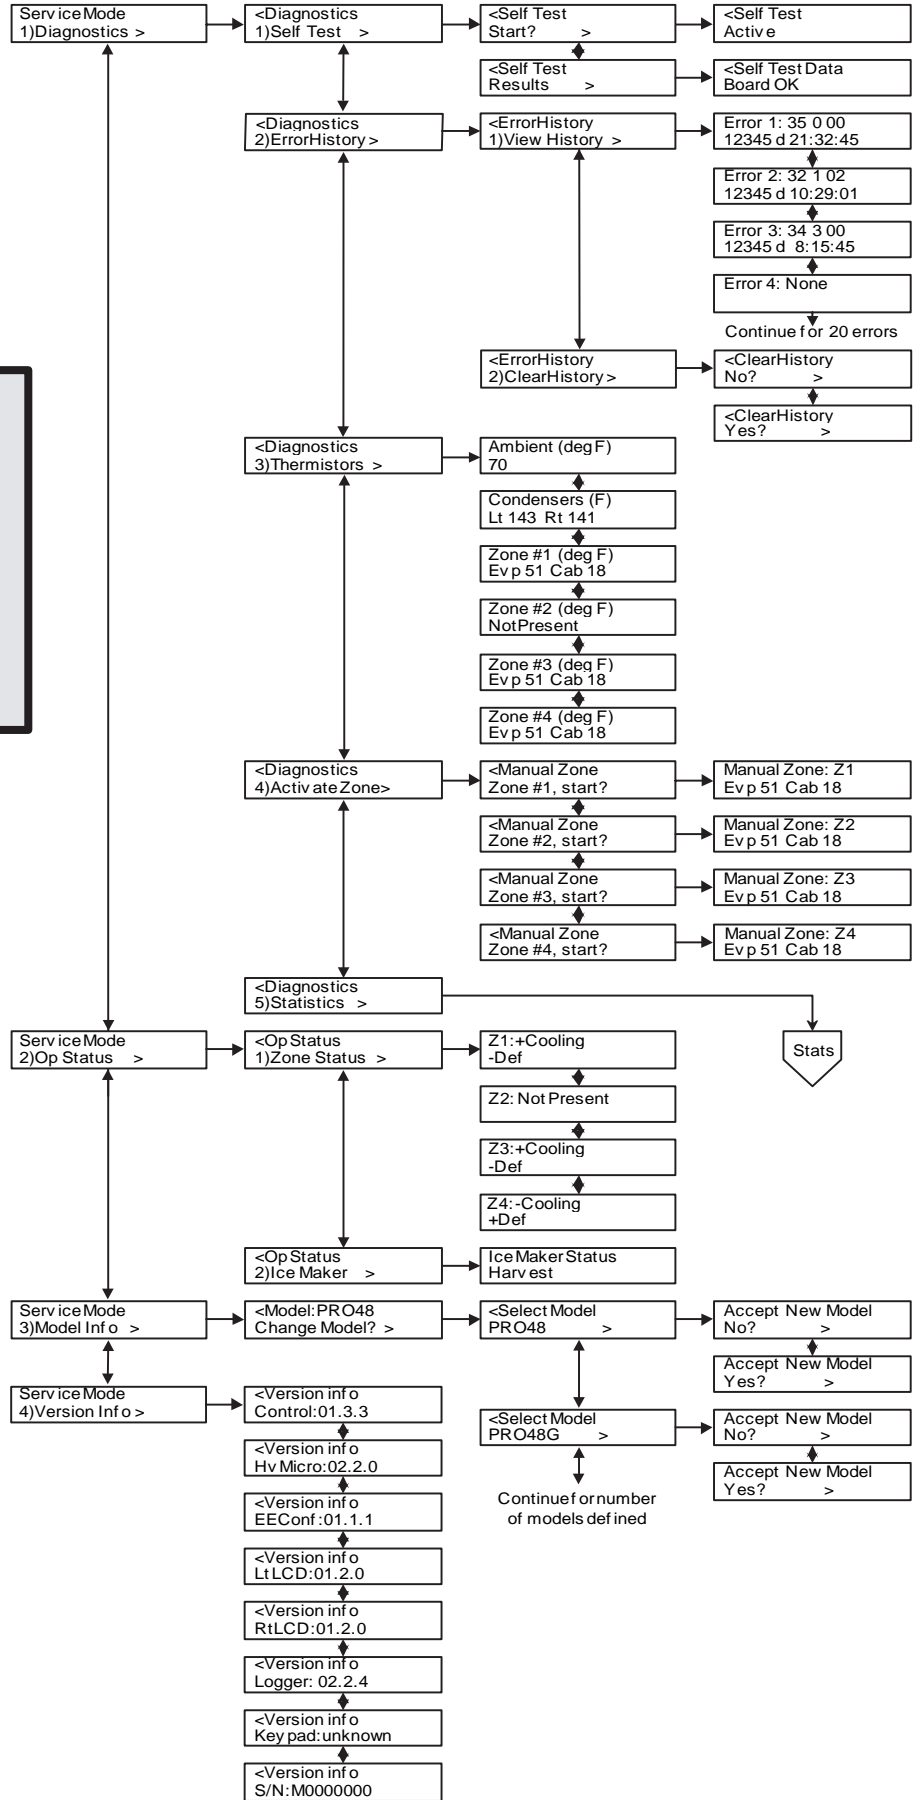 Service Mode
1)Diagnostics >
<Diagnostics
1)Self Test >
<Self Test
Start? >
<Self Test
Active
<Self Test
Results >
<Self Test Data
Board OK
<Diagnostics
2)ErrorHistory>
<ErrorHistory
1)View History >
Error 1: 35 0 00
12345 d 21:32:45
Error 2: 32 1 02
12345 d 10:29:01
Error 3: 34 3 00
12345 d 8:15:45
Error 4: None
Continue for 20 errors
<ErrorHistory
2)ClearHistory>
<ClearHistory
No? >
<ClearHistory
Yes? >
<Diagnostics
3)Thermistors >
Ambient (deg F)
70
Condensers (F)
Lt 143 Rt 141
Zone #1 (deg F)
Evp 51 Cab 18
Zone #2 (deg F)
Not Present
Zone #3 (deg F)
Evp 51 Cab 18
Zone #4 (deg F)
Evp 51 Cab 18
<Diagnostics
4)Activate Zone>
<Manual Zone
Zone #1, start?
Manual Zone: Z1
Evp 51 Cab 18
<Manual Zone
Zone #2, start?
Manual Zone: Z2
Evp 51 Cab 18
<Manual Zone
Zone #3, start?
Manual Zone: Z3
Evp 51 Cab 18
<Manual Zone
Zone #4, start?
Manual Zone: Z4
Evp 51 Cab 18
<Diagnostics
5)Statistics >
Stats
Service Mode
2)Op Status >
<Op Status
1)Zone Status >
Z1:+Cooling
-Def
Z2: Not Present
Z3:+Cooling
-Def
Z4:-Cooling
+Def
<Op Status
2)Ice Maker >
Ice Maker Status
Harvest
Service Mode
3)Model Info >
<Model:PRO48
Change Model? >
<Select Model
PRO48 >
Accept New Model
No? >
Accept New Model
Yes? >
Service Mode
4)Version Info>
<Select Model
PRO48G >
Accept New Model
No? >
Accept New Model
Yes? >
Continue for number
of models defined
<Version info
Control:01.3.3
<Version info
Hv Micro:02.2.0
<Version info
EEConf:01.1.1
<Version info
Lt LCD:01.2.0
<Version info
RtLCD:01.2.0
<Version info
Logger: 02.2.4
<Version info
Keypad:unknown
<Version info
S/N:M0000000